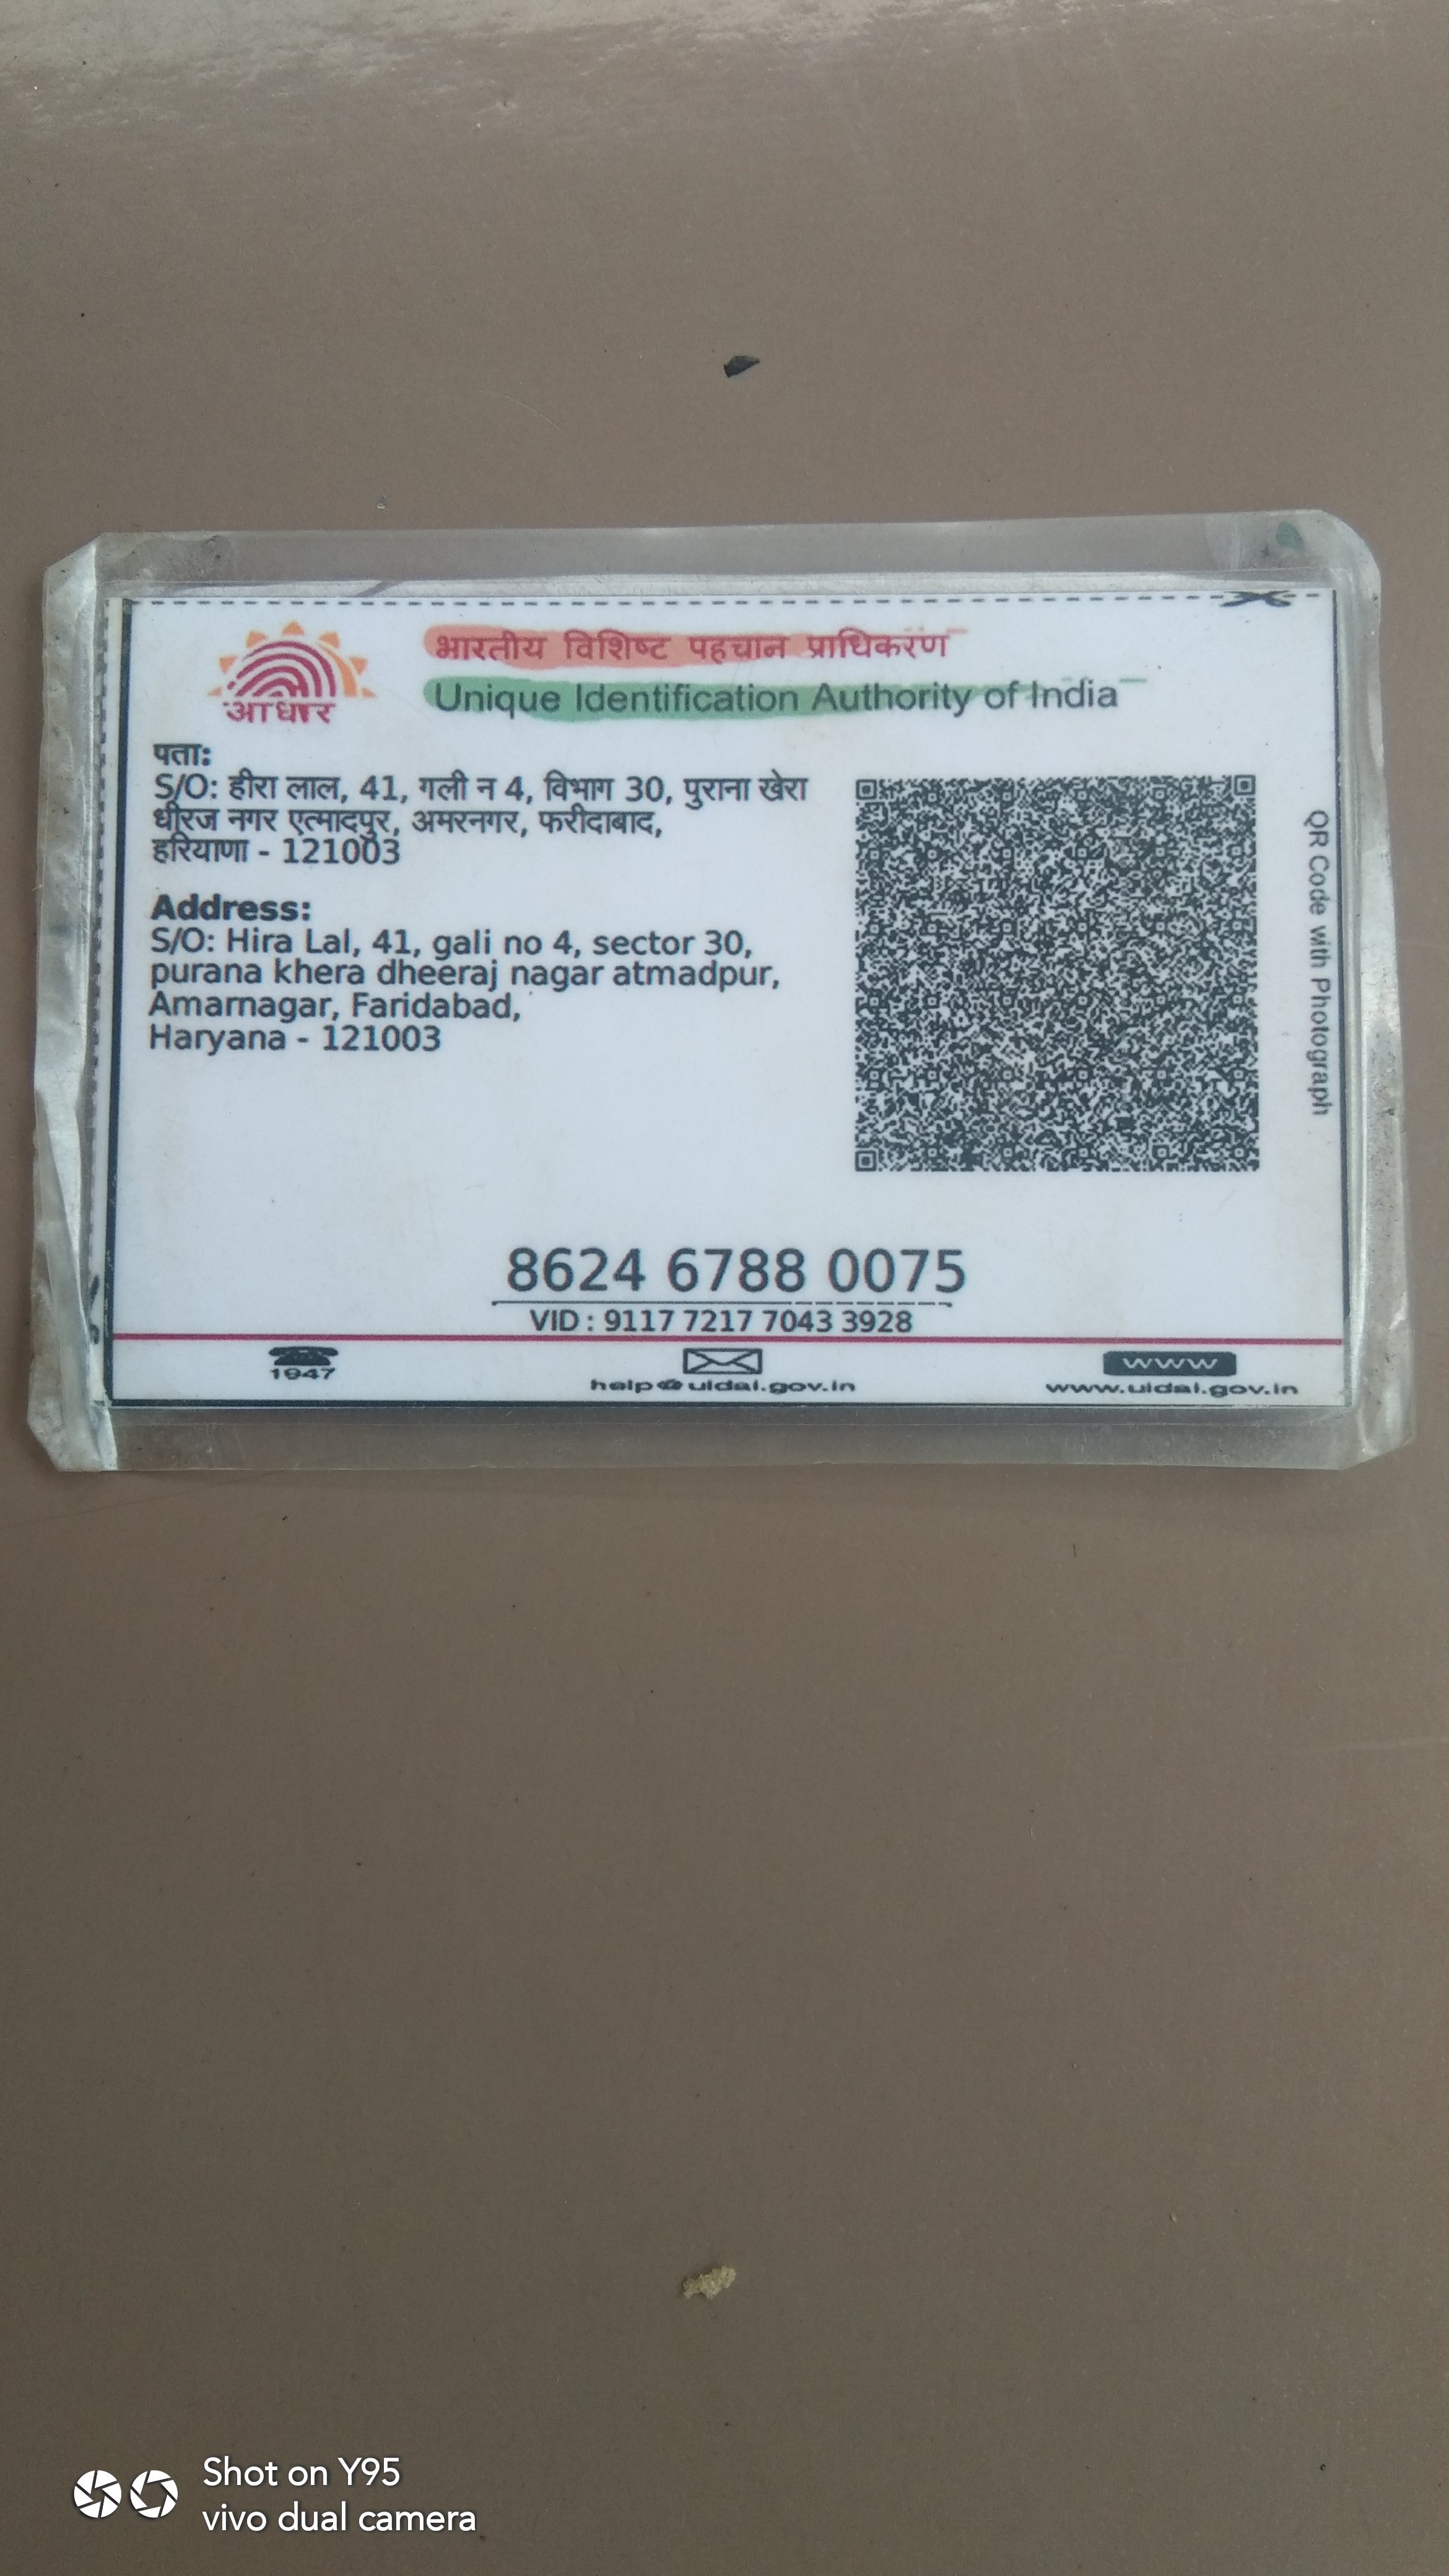 आधार
भारतीय विशिष्ट पहचान प्राधिकरण
Unique Identification Authority of India
पता:
S/O: हीरा लाल, 41, गली न 4, विभाग 30, पुराना खेरा
धीरज नगर एत्मादपुर, अमरनगर, फरीदाबाद,
हरियाणा - 121003
Address:
S/O: Hira Lal, 41, gali no 4, sector 30,
purana khera dheeraj nagar atmadpur,
Amarnagar, Faridabad,
Haryana - 121003
QR Code with Photograph
8624 6788 0075
VID : 9117 7217 7043 3928
1947
help@uidai.gov.in
www
www.uidai.gov.in
Shot on Y95
vivo dual camera